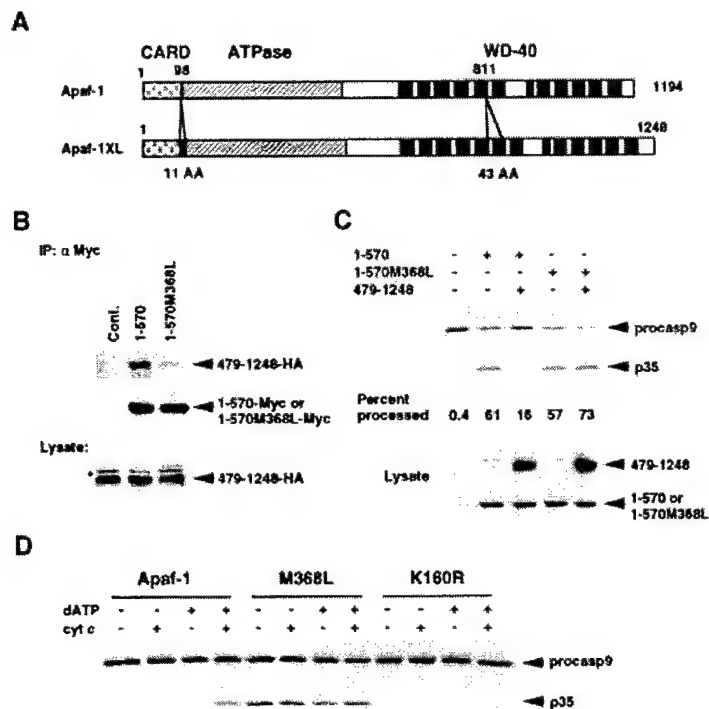 A
CARD ATPase WD-40
1 98 811
Apaf-1 1194
1 1248
Apaf-1XL
11 AA 43 AA
B
IP: α Myc
Cont.
1-570
1-570M368L
479-1248-HA
1-570-Myc or
1-570M368L-Myc
Lysate:
*
479-1248-HA
C
1-570 - + + - -
1-570M368L - - - + +
479-1248 - - + - +
procasp9
p35
Percent
processed 0.4 61 16 57 73
479-1248
Lysate
1-570 or
1-570M368L
D
Apaf-1 M368L K160R
dATP - - + + - - + + - - + +
cyt c - + - + - + - + - + - +
procasp9
p35